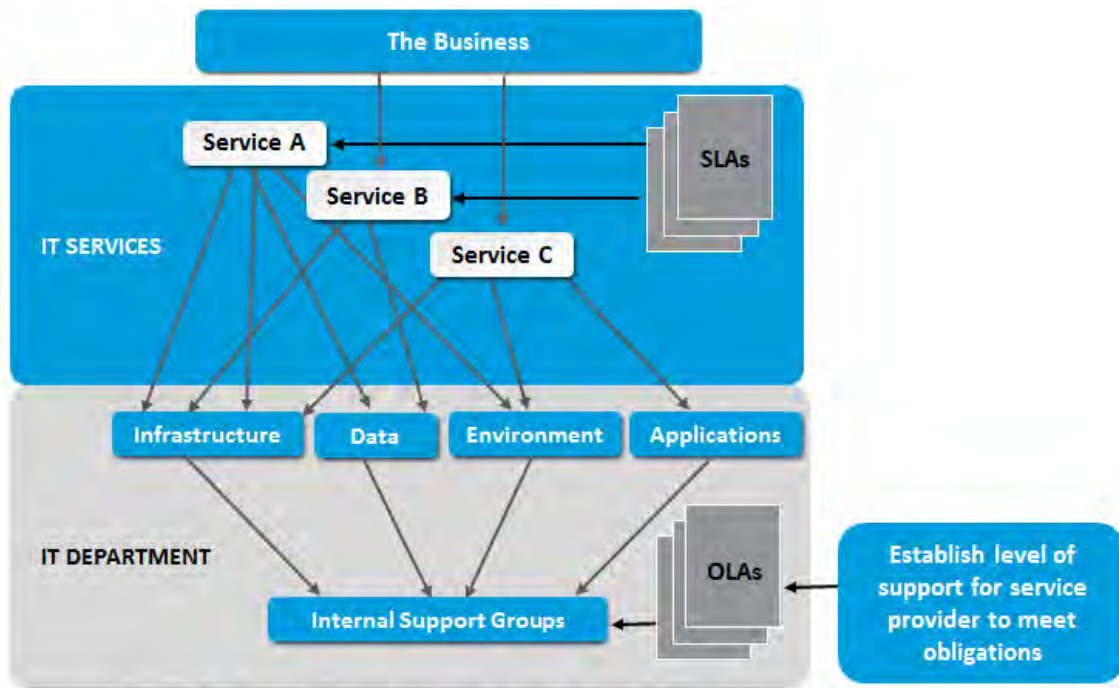 The Business
Service A
SLAs
Service B
IT SERVICES
Service C
Infrastructure
Data
Environment
Applications
IT DEPARTMENT
OLAs
Establish level of
support for service
provider to meet
obligations
Internal Support Groups